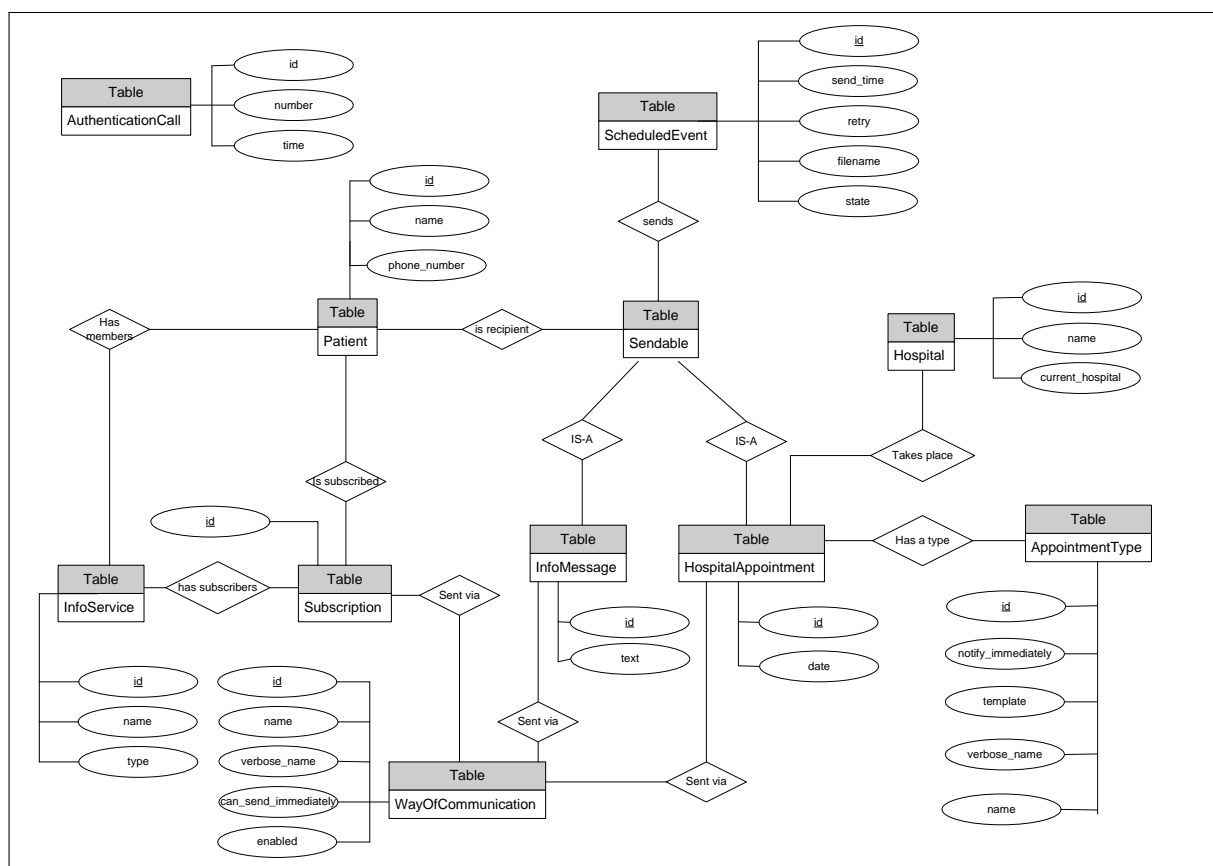 Table
AuthenticationCall
id
number
time
Table
ScheduledEvent
id
send_time
retry
filename
state
sends
id
name
phone_number
Has
members
Table
Patient
is recipient
Table
Sendable
Table
Hospital
id
name
current_hospital
IS-A
IS-A
Takes place
Is subscribed
id
Table
InfoService
has subscribers
Table
Subscription
Sent via
Table
InfoMessage
id
text
Table
HospitalAppointment
id
date
Has a type
Table
AppointmentType
id
notify_immediately
template
verbose_name
name
id
name
type
id
name
verbose_name
can_send_immediately
enabled
Sent via
Table
WayOfCommunication
Sent via